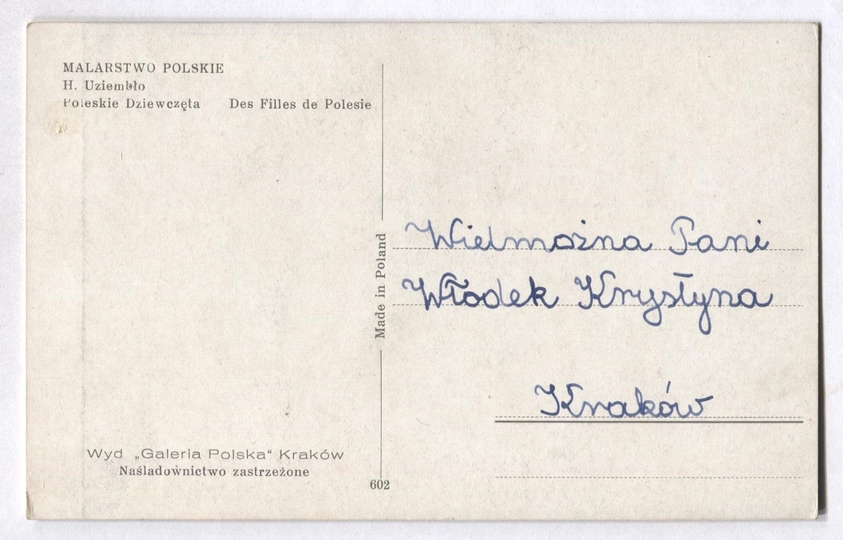 MALARSTWO POLSKIE
H. Uziembło
Poleskie Dziewczęta Des Filles de Polesie
Wyd „Galeria Polska“ Kraków
Naśladownictwo zastrzeżone
Made in Poland
602
Wielmożna Pani
Włodek Krystyna
Kraków